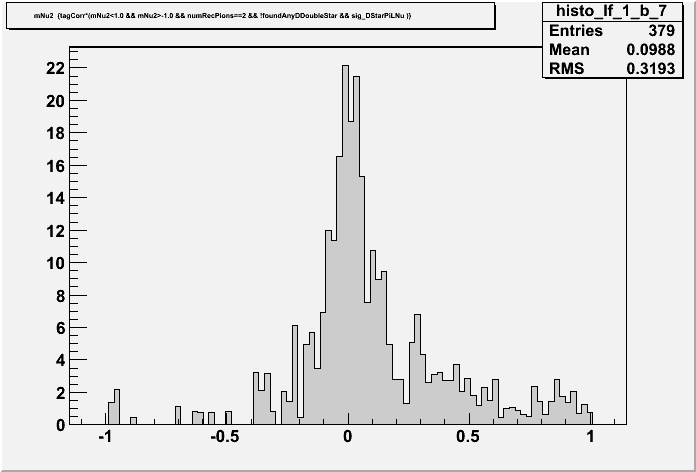 mNu2 {tagCorr*(mNu2<1.0 && mNu2>-1.0 && numRecPions==2 && !foundAnyDDoubleStar && sig_DStarPiLNu )}
histo_lf_1_b_7
Entries 379
Mean 0.0988
RMS 0.3193
22
20
18
16
14
12
10
8
6
4
2
0
-1 -0.5 0 0.5 1